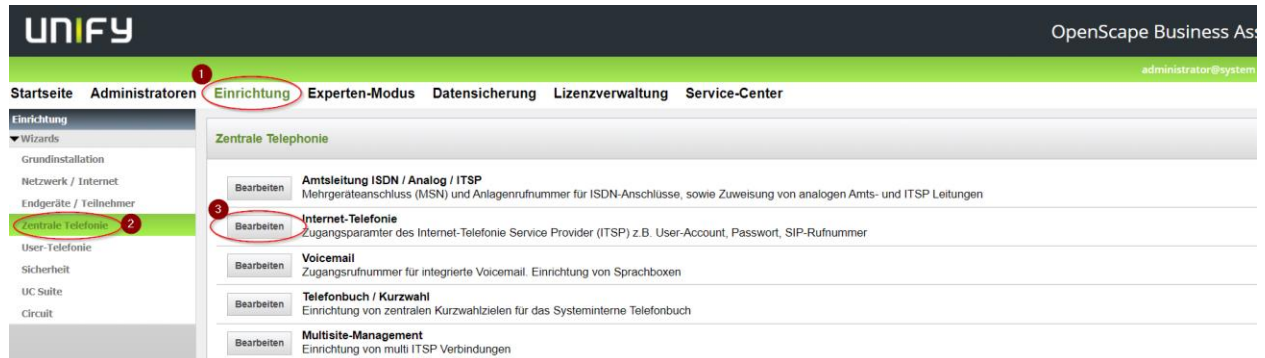 UNIFY
OpenScape Business Ass
administrator@system
1
Startseite Administratoren Einrichtung Experten-Modus Datensicherung Lizenzverwaltung Service-Center
Einrichtung
Wizards
Grundinstallation
Netzwerk / Internet
Endgeräte / Teilnehmer
Zentrale Telefonie 2
User-Telefonie
Sicherheit
UC Suite
Circuit
Zentrale Telephonie
Bearbeiten Amtsleitung ISDN / Analog / ITSP
Mehrgeräteanschluss (MSN) und Anlagenrufnummer für ISDN-Anschlüsse, sowie Zuweisung von analogen Amts- und ITSP Leitungen
3
Bearbeiten Internet-Telefonie
Zugangsparamter des Internet-Telefonie Service Provider (ITSP) z.B. User-Account, Passwort, SIP-Rufnummer
Bearbeiten Voicemail
Zugangsrufnummer für integrierte Voicemail. Einrichtung von Sprachboxen
Bearbeiten Telefonbuch / Kurzwahl
Einrichtung von zentralen Kurzwahlzielen für das Systeminterne Telefonbuch
Bearbeiten Multisite-Management
Einrichtung von multi ITSP Verbindungen